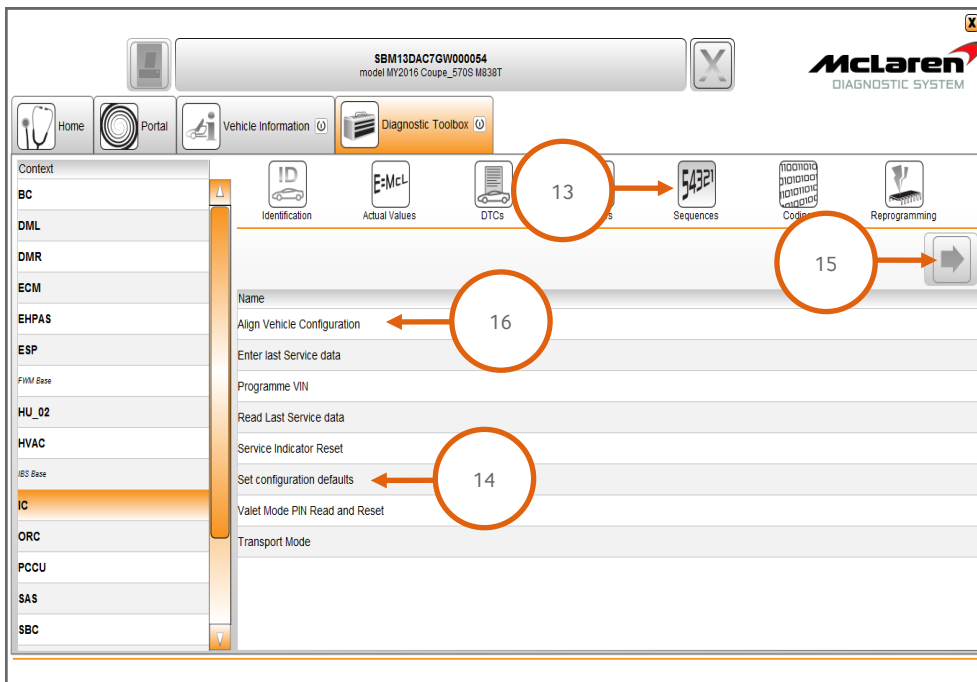 X
SBM13DAC7GW000054
model MY2016 Coupe_570S M838T
McLaren
DIAGNOSTIC SYSTEM
Home
Portal
Vehicle Information
Diagnostic Toolbox
Context
BC
DML
DMR
ECM
EHPAS
ESP
FWM Base
HU_02
HVAC
IBS Base
IC
ORC
PCCU
SAS
SBC
ID
Identification
E:McL
Actual Values
DTCs
13
54321
Sequences
Reprogramming
15
Name
Align Vehicle Configuration
16
Enter last Service data
Programme VIN
Read Last Service data
Service Indicator Reset
Set configuration defaults
14
Valet Mode PIN Read and Reset
Transport Mode